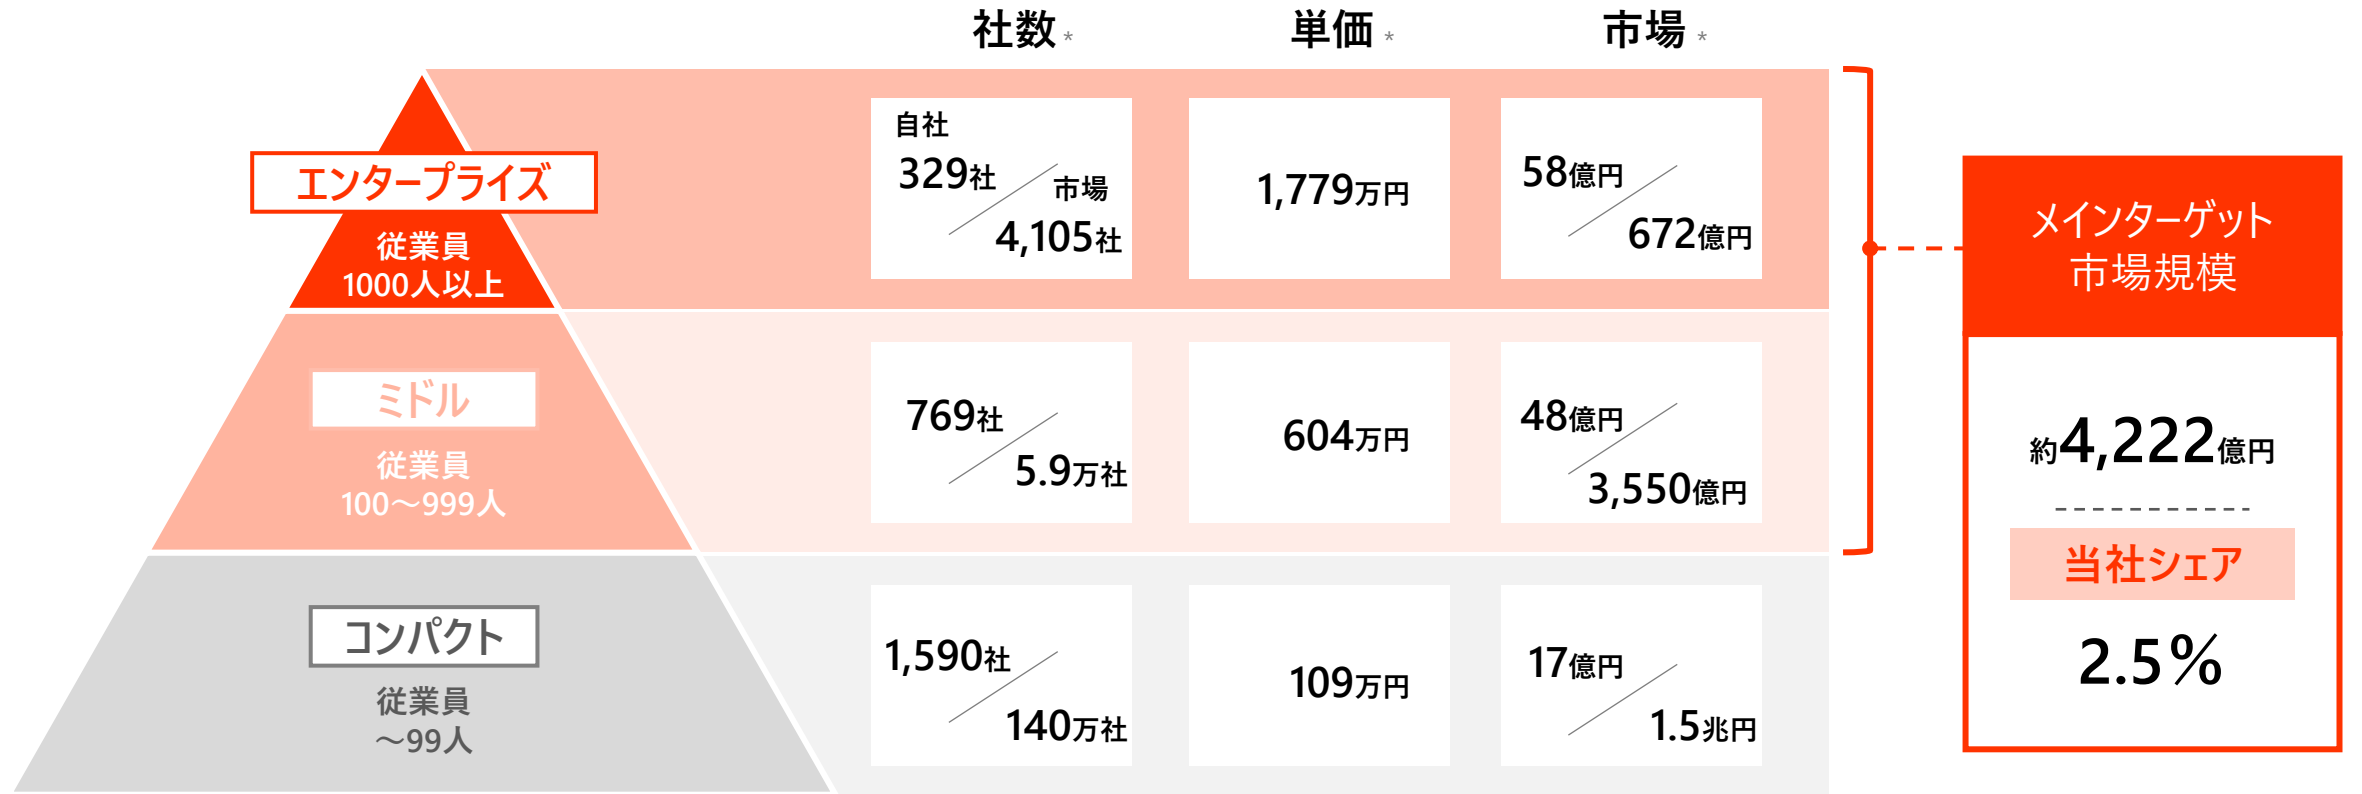 社数* 単価* 市場*
エンタープライズ
従業員
1000人以上
自社
329社
市場
4,105社
1,779万円
58億円
672億円
ミドル
従業員
100～999人
769社
5.9万社
604万円
48億円
3,550億円
コンパクト
従業員
～99人
1,590社
140万社
109万円
17億円
1.5兆円
メインターゲット
市場規模
約4,222億円
当社シェア
2.5%